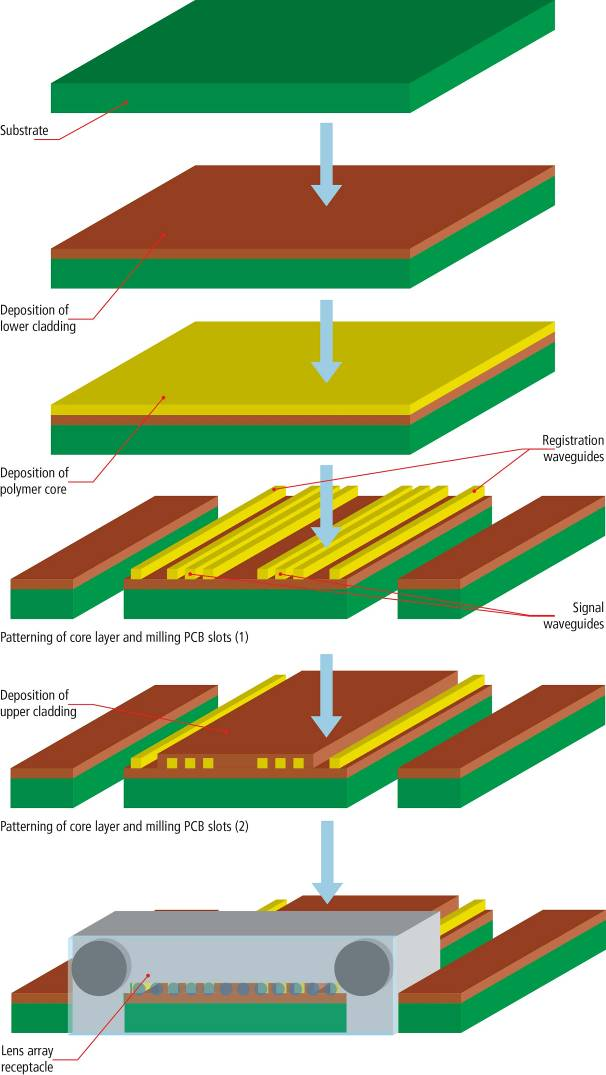 Substrate
Deposition of
lower cladding
Deposition of
polymer core
Registration
waveguides
Signal
waveguides
Patterning of core layer and milling PCB slots (1)
Deposition of
upper cladding
Patterning of core layer and milling PCB slots (2)
Lens array
receptacle